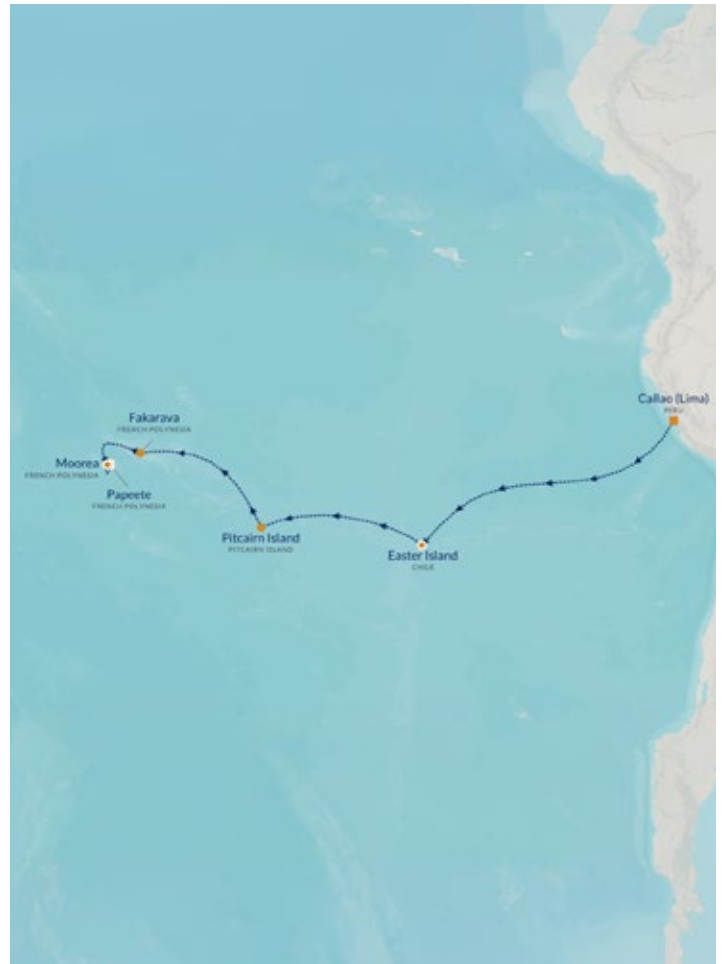 Callao (Lima)
PERU
Fakarava
FRENCH POLYNESIA
Moorea
FRENCH POLYNESIA
Papeete
FRENCH POLYNESIA
Pitcairn Island
PITCAIRN ISLAND
Easter Island
CHILE